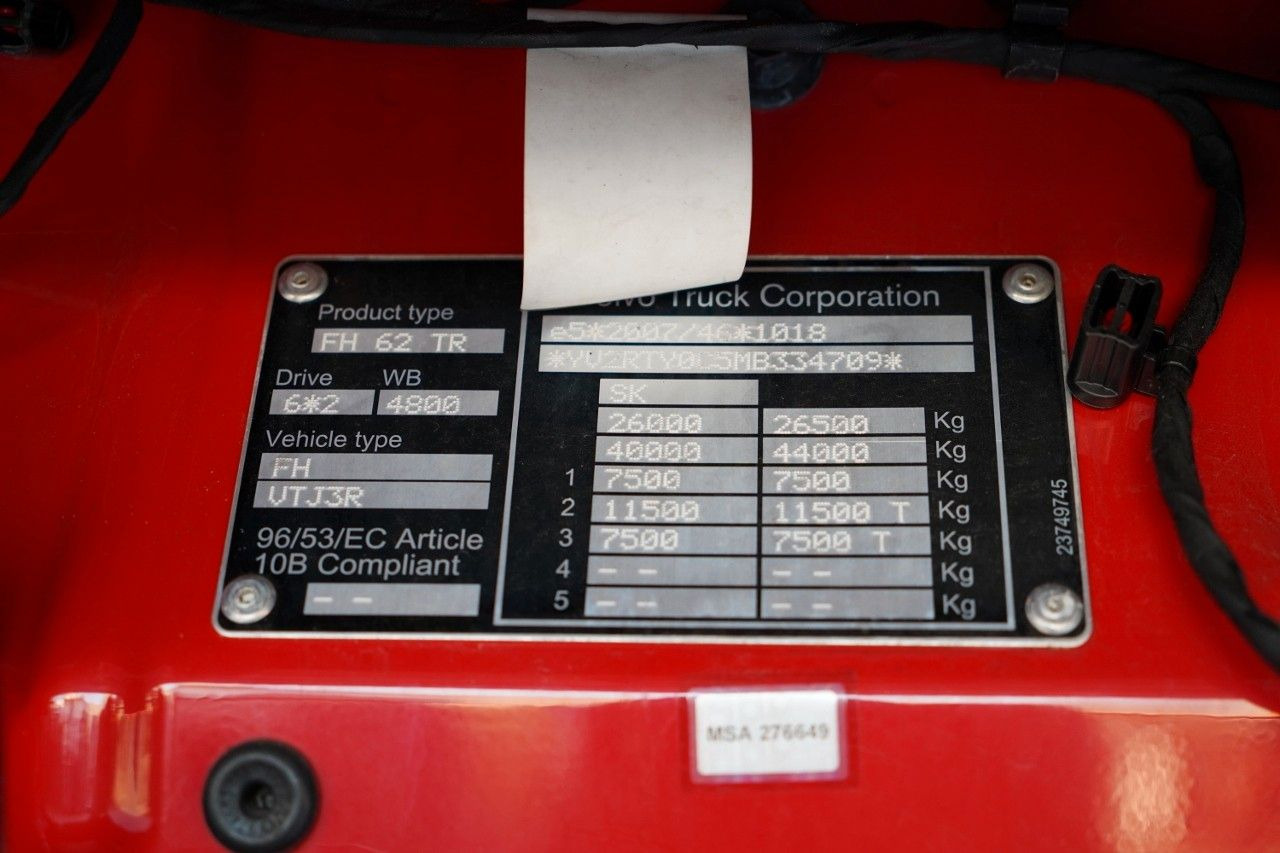 Product type
FH 62 TR
Drive WB
6*2 4800
Vehicle type
FH
VTJ3R
96/53/EC Article
10B Compliant
- -
Truck Corporation
e5*2007/46*1018
*YV2RTY0C5MB334709*
SK
26000 26500 Kg
40000 44000 Kg
1 7500 7500 Kg
2 11500 11500 T Kg
3 7500 7500 T Kg
4 - - - - Kg
5 - - - - Kg
23749745
MSA 276649